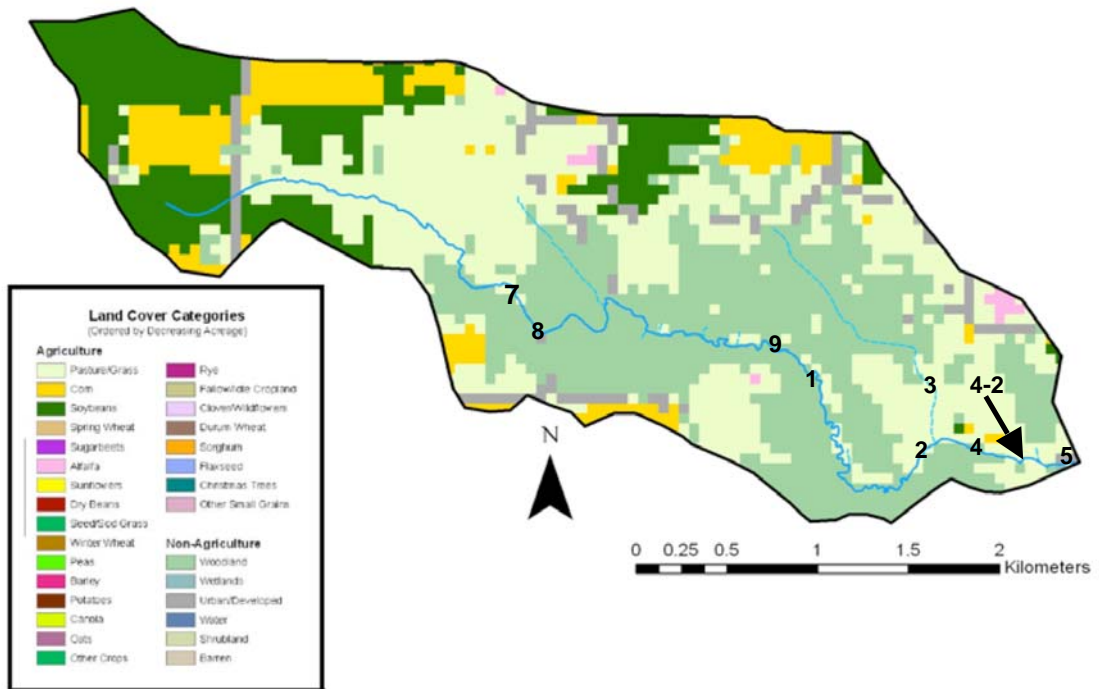 7
8
9
1
3
4-2
2
4
5
N
0 0.25 0.5 1 1.5 2
Kilometers
Land Cover Categories
(Ordered by Decreasing Acreage)
Agriculture
Pasture/Grass
Corn
Soybeans
Spring Wheat
Sugarbeets
Alfalfa
Sunflowers
Dry Beans
Seed/Sod Grass
Winter Wheat
Peas
Barley
Potatoes
Canola
Oats
Other Crops
Rye
Fallow/Idle Cropland
Clover/Wildflowers
Durum Wheat
Sorghum
Flaxseed
Christmas Trees
Other Small Grains
Non-Agriculture
Woodland
Wetlands
Urban/Developed
Water
Shrubland
Barren